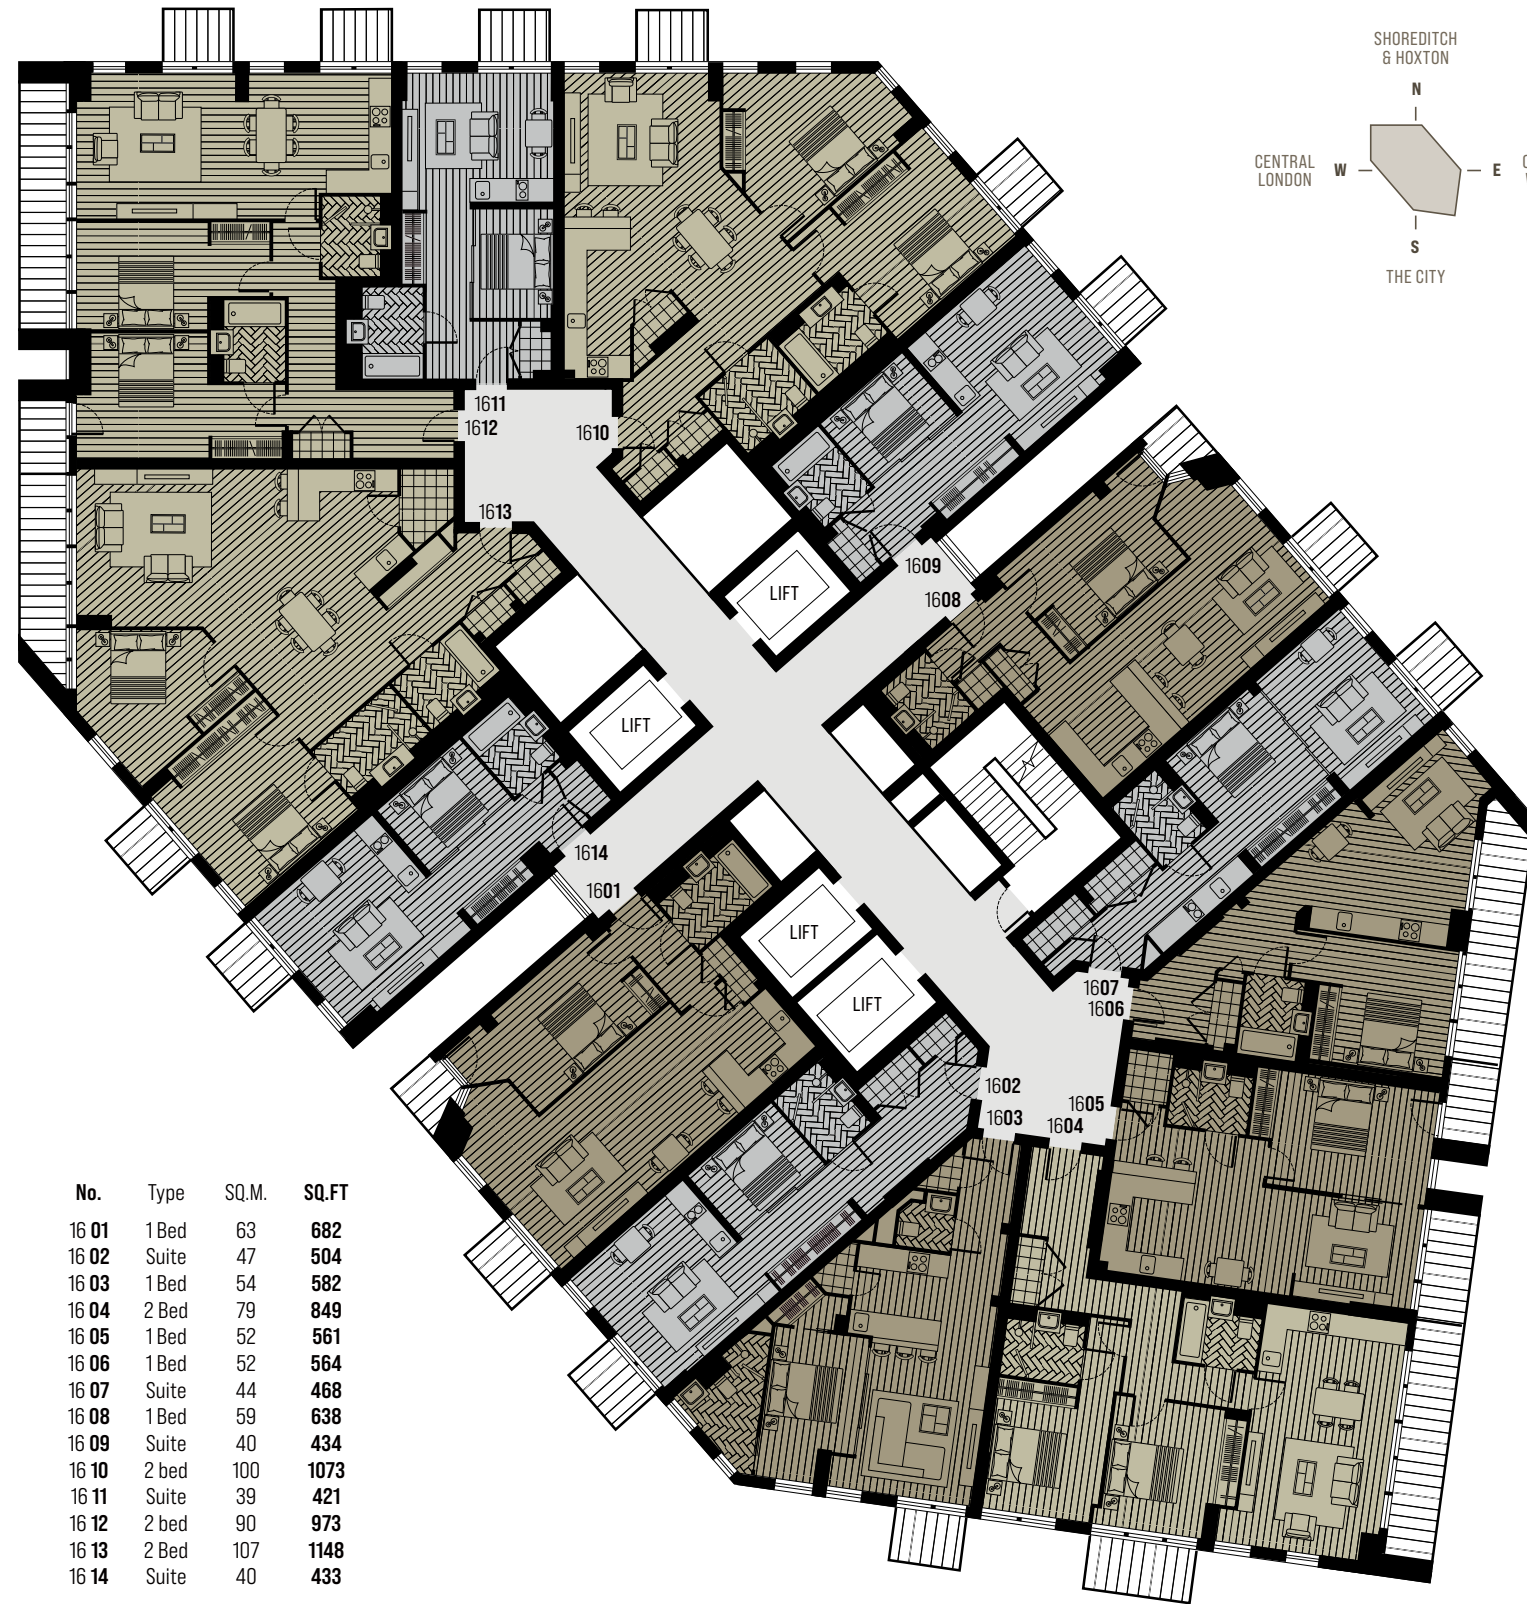 SHOREDITCH
& HOXTON
N
CENTRAL
LONDON
W
E
S
THE CITY
1611
1612
1610
1613
LIFT
1609
1608
LIFT
1614
1601
LIFT
LIFT
1607
1606
1602
1605
1603
1604
No. Type SQ.M. SQ.FT
16 01 1 Bed 63 682
16 02 Suite 47 504
16 03 1 Bed 54 582
16 04 2 Bed 79 849
16 05 1 Bed 52 561
16 06 1 Bed 52 564
16 07 Suite 44 468
16 08 1 Bed 59 638
16 09 Suite 40 434
16 10 2 bed 100 1073
16 11 Suite 39 421
16 12 2 bed 90 973
16 13 2 Bed 107 1148
16 14 Suite 40 433